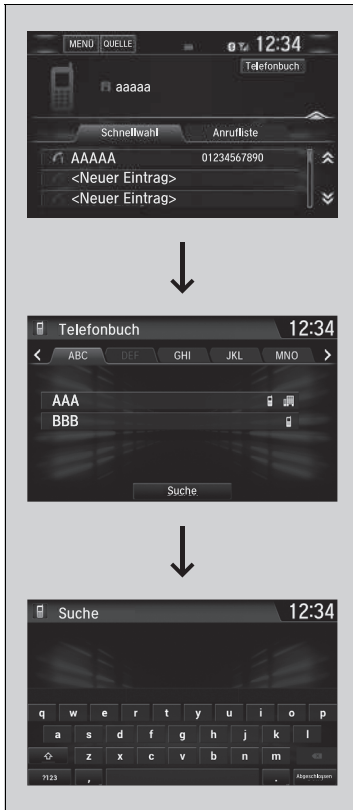 MENÜ QUELLE 12:34
Telefonbuch
aaaaa
Schnellwahl Anrufliste
AAAAA 01234567890
<Neuer Eintrag>
<Neuer Eintrag>
Telefonbuch 12:34
ABC DEF GHI JKL MNO
AAA
BBB
Suche
Suche 12:34
q w e r t y u i o p
a s d f g h j k l
z x c v b n m
?123 , . Abgeschlossen